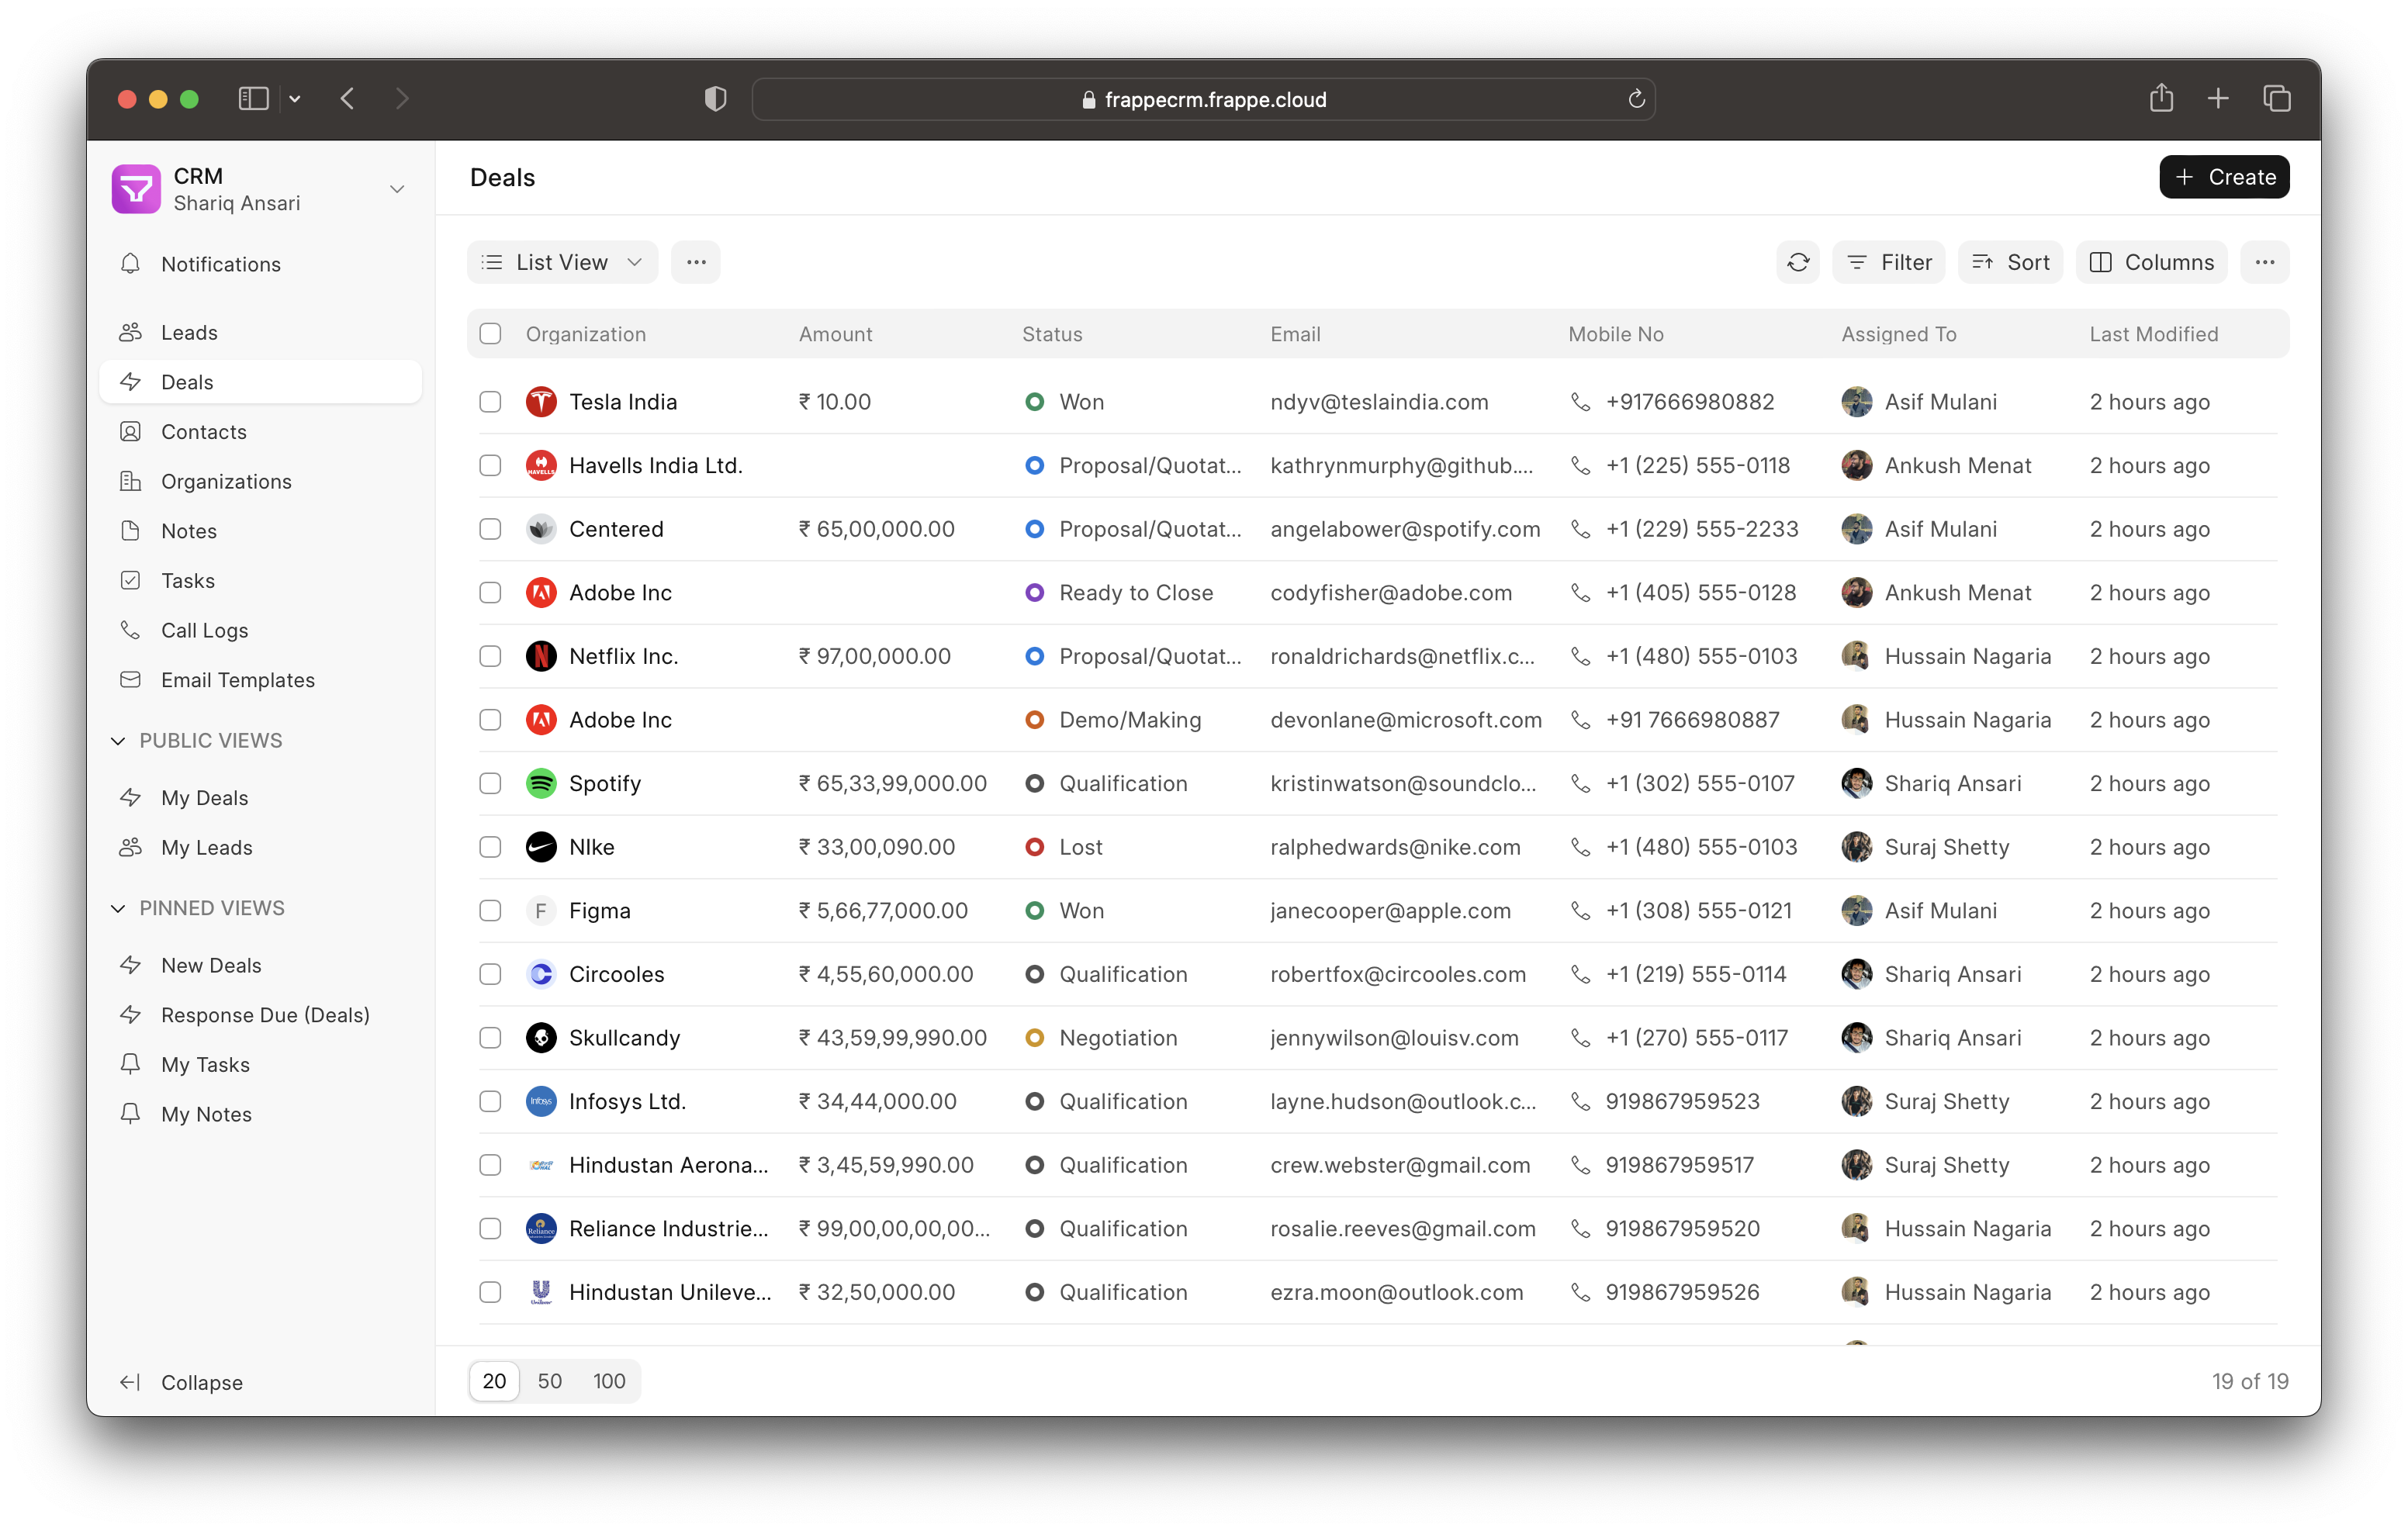 frappecrm.frappe.cloud
CRM
Shariq Ansari
Notifications
Leads
Deals
Contacts
Organizations
Notes
Tasks
Call Logs
Email Templates
PUBLIC VIEWS
My Deals
My Leads
PINNED VIEWS
New Deals
Response Due (Deals)
My Tasks
My Notes
Collapse
Deals
Create
List View
Filter
Sort
Columns
Organization Amount Status Email Mobile No Assigned To Last Modified
Tesla India ₹ 10.00 Won ndyv@teslaindia.com +917666980882 Asif Mulani 2 hours ago
HAVELLS Havells India Ltd. Proposal/Quotat... kathrynmurphy@github.... +1 (225) 555-0118 Ankush Menat 2 hours ago
Centered ₹ 65,00,000.00 Proposal/Quotat... angelabower@spotify.com +1 (229) 555-2233 Asif Mulani 2 hours ago
Adobe Inc Ready to Close codyfisher@adobe.com +1 (405) 555-0128 Ankush Menat 2 hours ago
Netflix Inc. ₹ 97,00,000.00 Proposal/Quotat... ronaldrichards@netflix.c... +1 (480) 555-0103 Hussain Nagaria 2 hours ago
Adobe Inc Demo/Making devonlane@microsoft.com +91 7666980887 Hussain Nagaria 2 hours ago
Spotify ₹ 65,33,99,000.00 Qualification kristinwatson@soundclo... +1 (302) 555-0107 Shariq Ansari 2 hours ago
NIke ₹ 33,00,090.00 Lost ralphedwards@nike.com +1 (480) 555-0103 Suraj Shetty 2 hours ago
F Figma ₹ 5,66,77,000.00 Won janecooper@apple.com +1 (308) 555-0121 Asif Mulani 2 hours ago
Circooles ₹ 4,55,60,000.00 Qualification robertfox@circooles.com +1 (219) 555-0114 Shariq Ansari 2 hours ago
Skullcandy ₹ 43,59,99,990.00 Negotiation jennywilson@louisv.com +1 (270) 555-0117 Shariq Ansari 2 hours ago
Infosys Infosys Ltd. ₹ 34,44,000.00 Qualification layne.hudson@outlook.c... 919867959523 Suraj Shetty 2 hours ago
Hindustan Aerona... ₹ 3,45,59,990.00 Qualification crew.webster@gmail.com 919867959517 Suraj Shetty 2 hours ago
Reliance Reliance Industrie... ₹ 99,00,00,00,00... Qualification rosalie.reeves@gmail.com 919867959520 Hussain Nagaria 2 hours ago
Unilever Hindustan Unileve... ₹ 32,50,000.00 Qualification ezra.moon@outlook.com 919867959526 Hussain Nagaria 2 hours ago
20 50 100
19 of 19